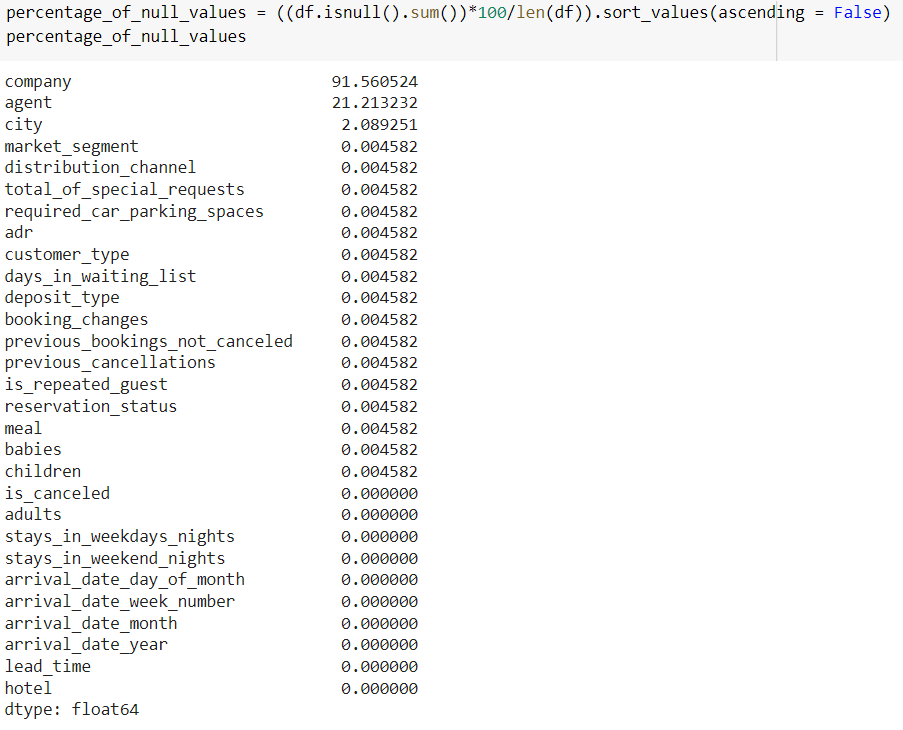 percentage_of_null_values = ((df.isnull().sum())*100/len(df)).sort_values(ascending = False)
percentage_of_null_values
company 91.560524
agent 21.213232
city 2.089251
market_segment 0.004582
distribution_channel 0.004582
total_of_special_requests 0.004582
required_car_parking_spaces 0.004582
adr 0.004582
customer_type 0.004582
days_in_waiting_list 0.004582
deposit_type 0.004582
booking_changes 0.004582
previous_bookings_not_canceled 0.004582
previous_cancellations 0.004582
is_repeated_guest 0.004582
reservation_status 0.004582
meal 0.004582
babies 0.004582
children 0.004582
is_canceled 0.000000
adults 0.000000
stays_in_weekdays_nights 0.000000
stays_in_weekend_nights 0.000000
arrival_date_day_of_month 0.000000
arrival_date_week_number 0.000000
arrival_date_month 0.000000
arrival_date_year 0.000000
lead_time 0.000000
hotel 0.000000
dtype: float64